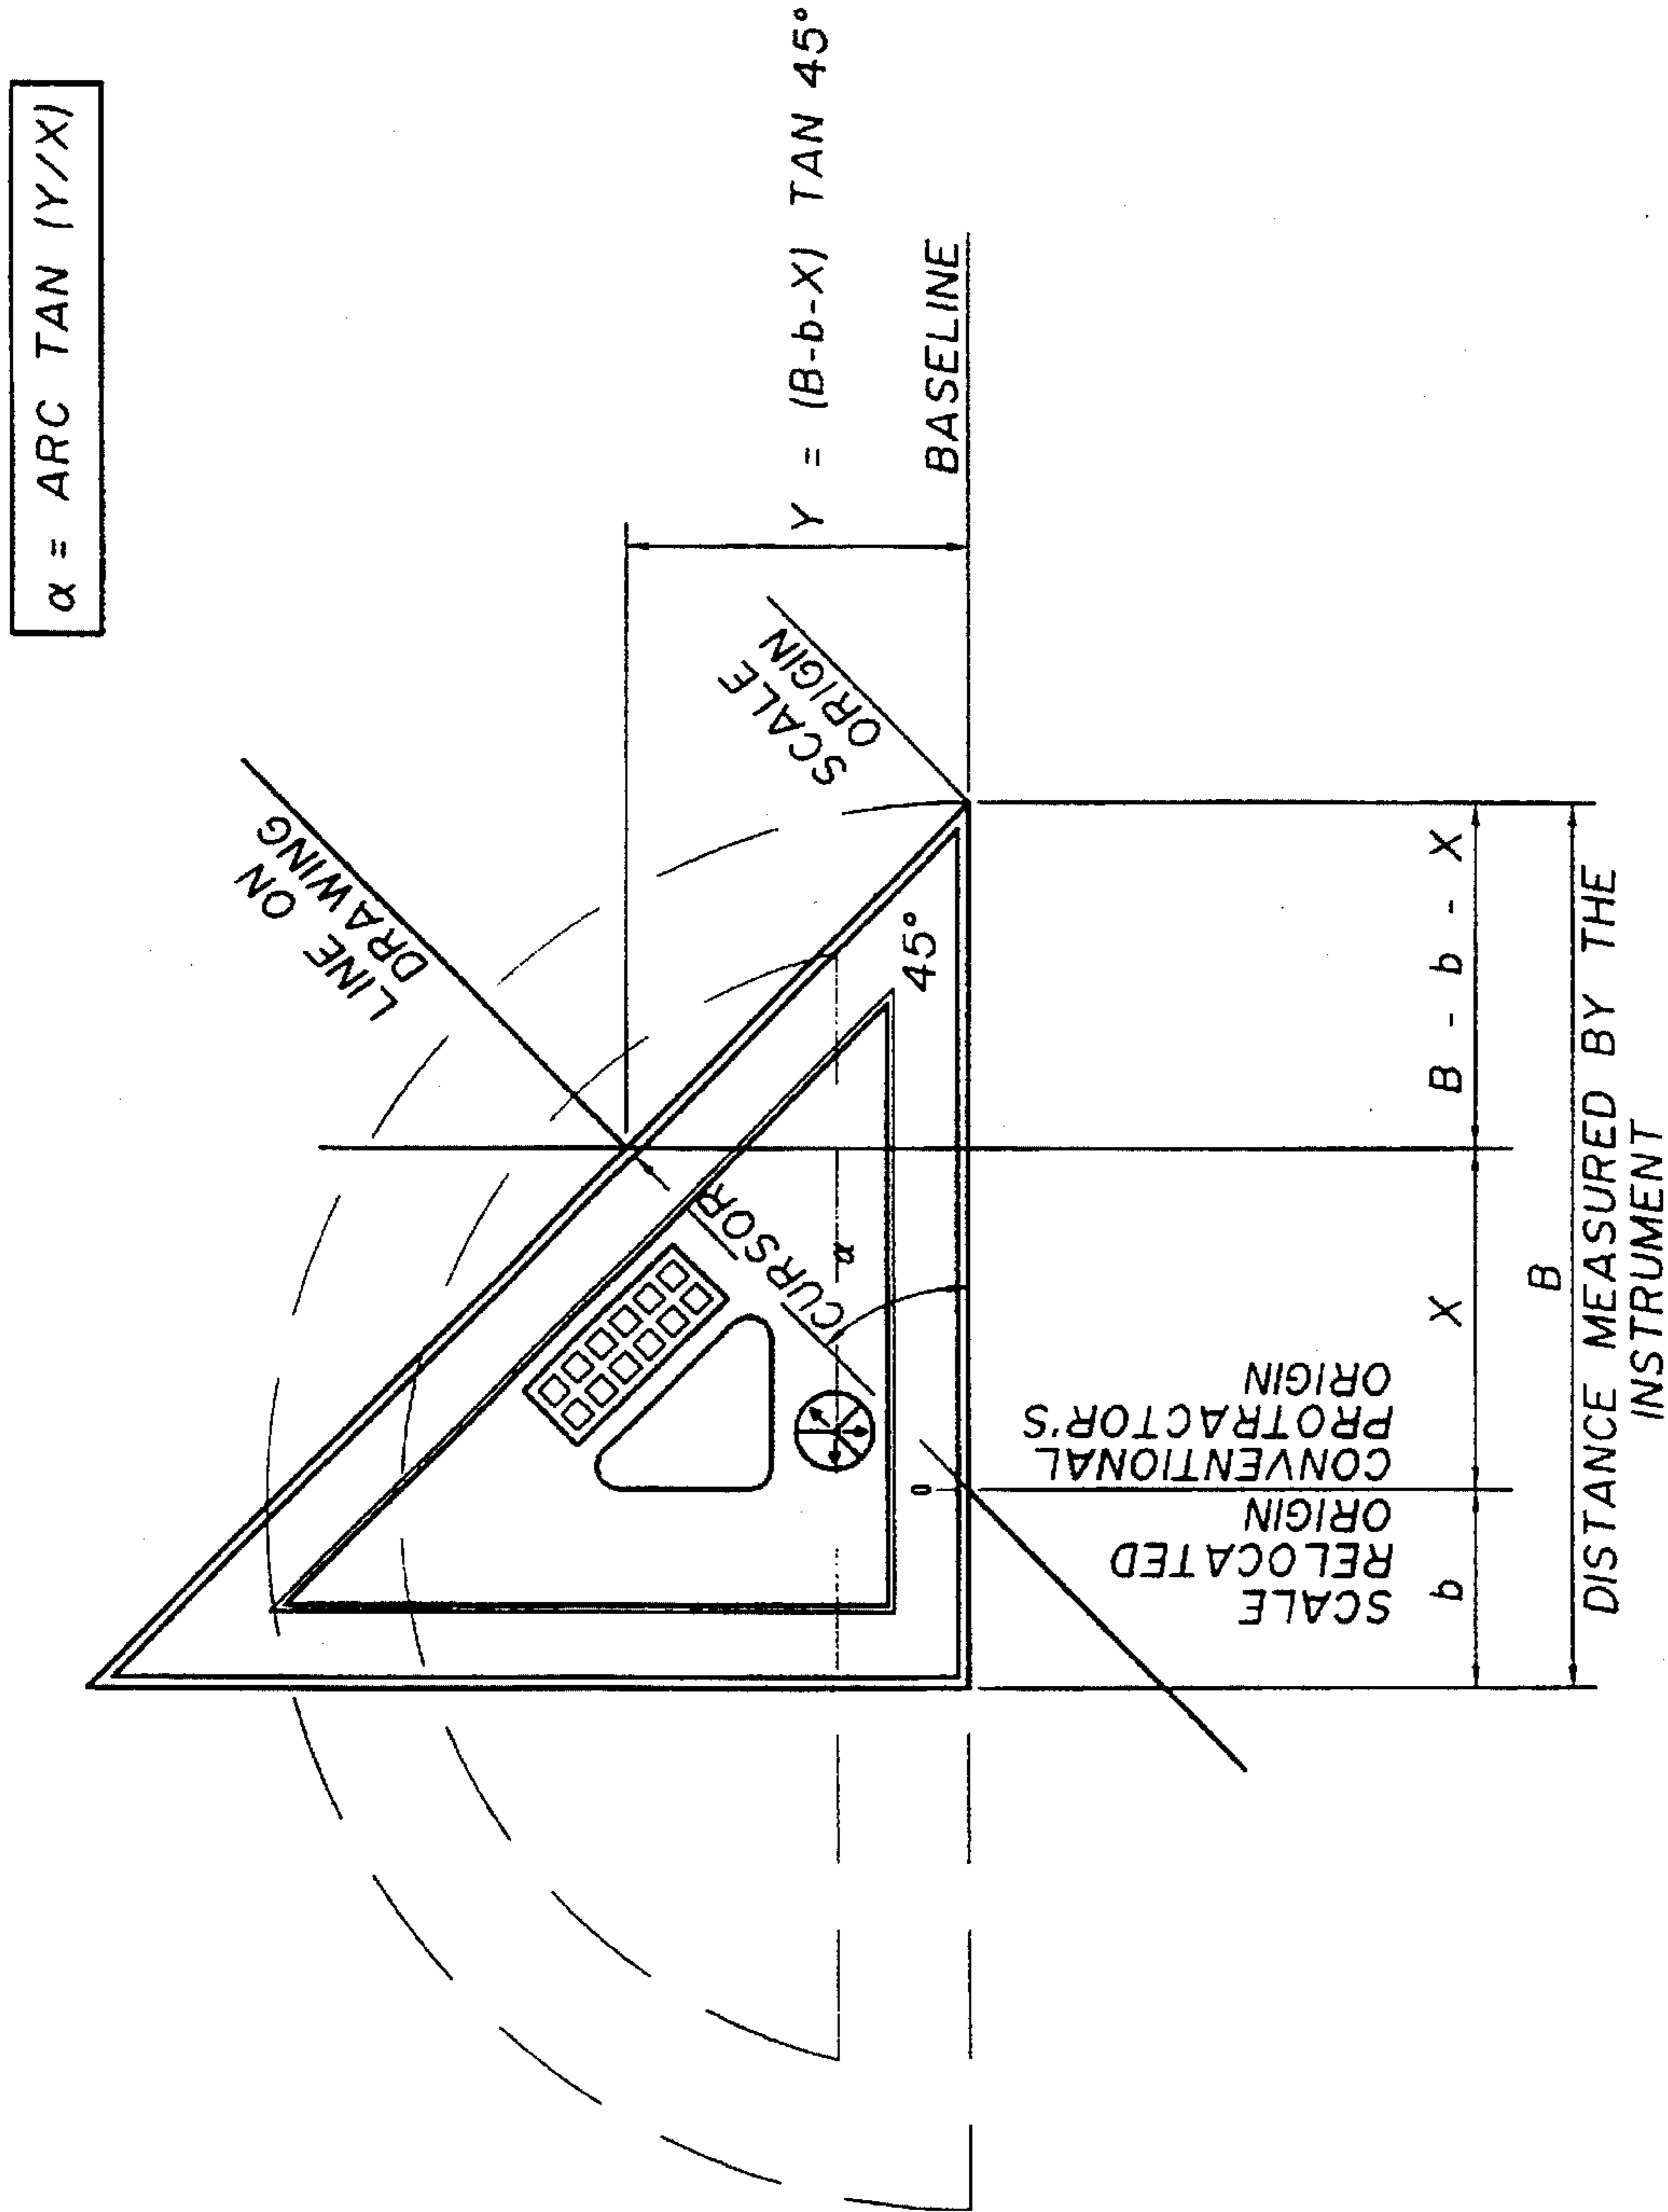 α = ARC TAN (Y/X)
Y = (B-b-X) TAN 45°
BASELINE
SCALE
ORIGIN
LINE ON
DRAWING
45°
CURSOR
α
0
CONVENTIONAL
PROTRACTOR'S
ORIGIN
SCALE
RELOCATED
ORIGIN
b
X
B - b - X
B
DISTANCE MEASURED BY THE
INSTRUMENT